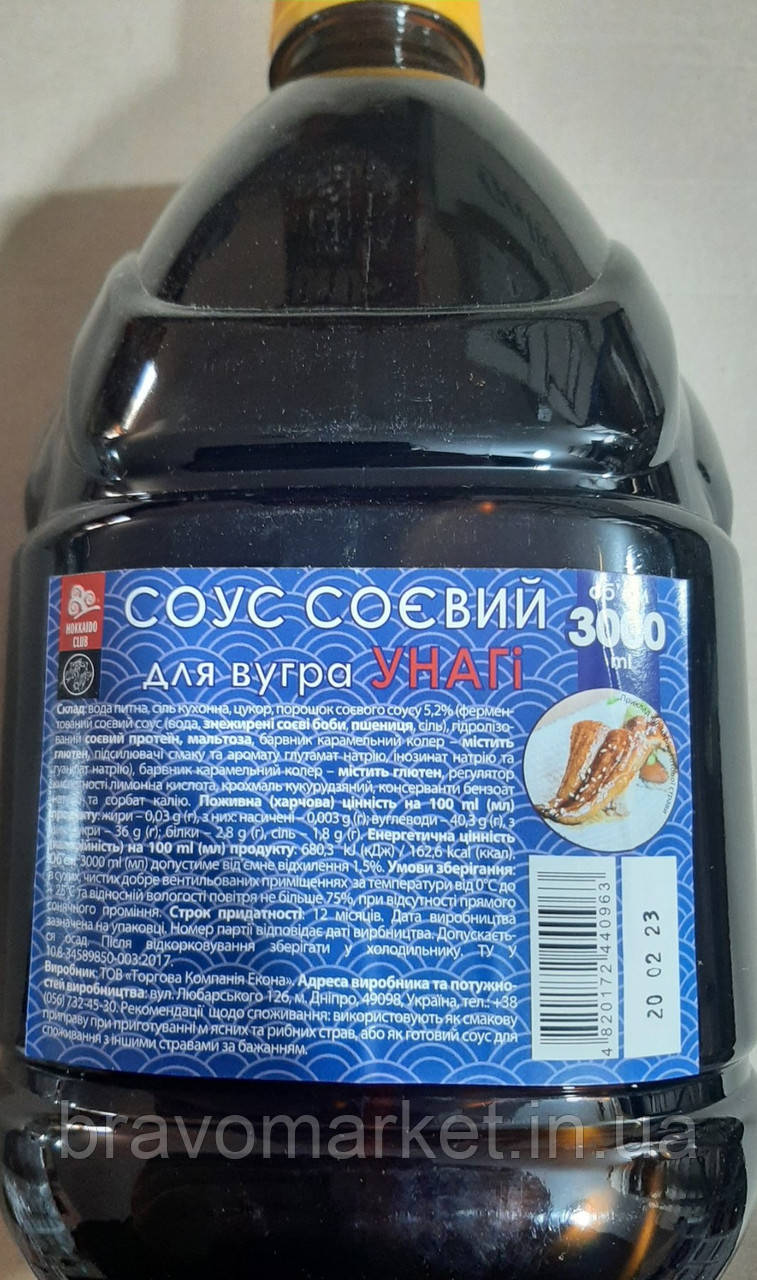 HOKKAIDO
CLUB
СОУС СОЄВИЙ
для вугра УНАГі
3000
ml
Склад: вода питна, сіль кухонна, цукор, порошок соєвого соусу 5,2% (фермен-
тований соєвий соус (вода, знежирені соєві боби, пшениця, сіль), гідролізо-
ваний соєвий протеїн, мальтоза, барвник карамельний колер – містить
глютен, підсилювачі смаку та аромату глутамат натрію, інозинат натрію та
гуанілат натрію), барвник карамельний колер – містить глютен, регулятор
кислотності лимонна кислота, крохмаль кукурудзяний, консерванти бензоат
та сорбат калію. Поживна (харчова) цінність на 100 ml (мл)
продукту: жири – 0,03 g (г), з них: насичені – 0,003 g (г); вуглеводи – 40,3 g (г), з
цукри – 36 g (г); білки – 2,8 g (г), сіль – 1,8 g (г). Енергетична цінність
на 100 ml (мл) продукту: 680,3 kJ (кДж) / 162,6 kcal (ккал).
Об'єм: 3000 ml (мл) допустиме від'ємне відхилення 1,5%. Умови зберігання:
в сухих, чистих добре вентильованих приміщеннях за температури від 0°С до
+ 25°С та відносній вологості повітря не більше 75%, при відсутності прямого
сонячного проміння. Строк придатності: 12 місяців. Дата виробництва
зазначена на упаковці. Номер партії відповідає даті виробництва. Допускаєть-
ся осад. Після відкорковування зберігати у холодильнику. ТУ У
10.8-34589850-003:2017.
Виробник: ТОВ «Торгова Компанія Екона». Адреса виробника та потужно-
стей виробництва: вул. Любарського 126, м. Дніпро, 49098, Україна, тел.: +38
(056) 732-45-30. Рекомендації щодо споживання: використовують як смакову
приправу при приготуванні м'ясних та рибних страв, або як готовий соус для
споживання з іншими стравами за бажанням.
4 820172 440963
20 02 23
bravomarket.in.ua